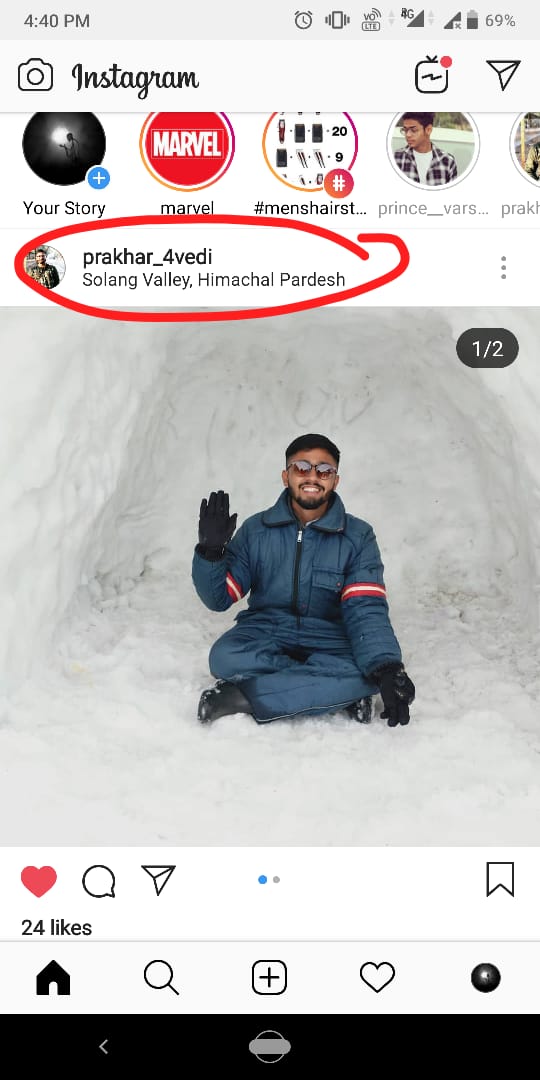 4:40 PM
VO))
LTE
4G
69%
Instagram
MARVEL
20
9
#
Your Story
marvel
#menshairst...
prince__vars...
prakh
prakhar_4vedi
Solang Valley, Himachal Pardesh
1/2
24 likes